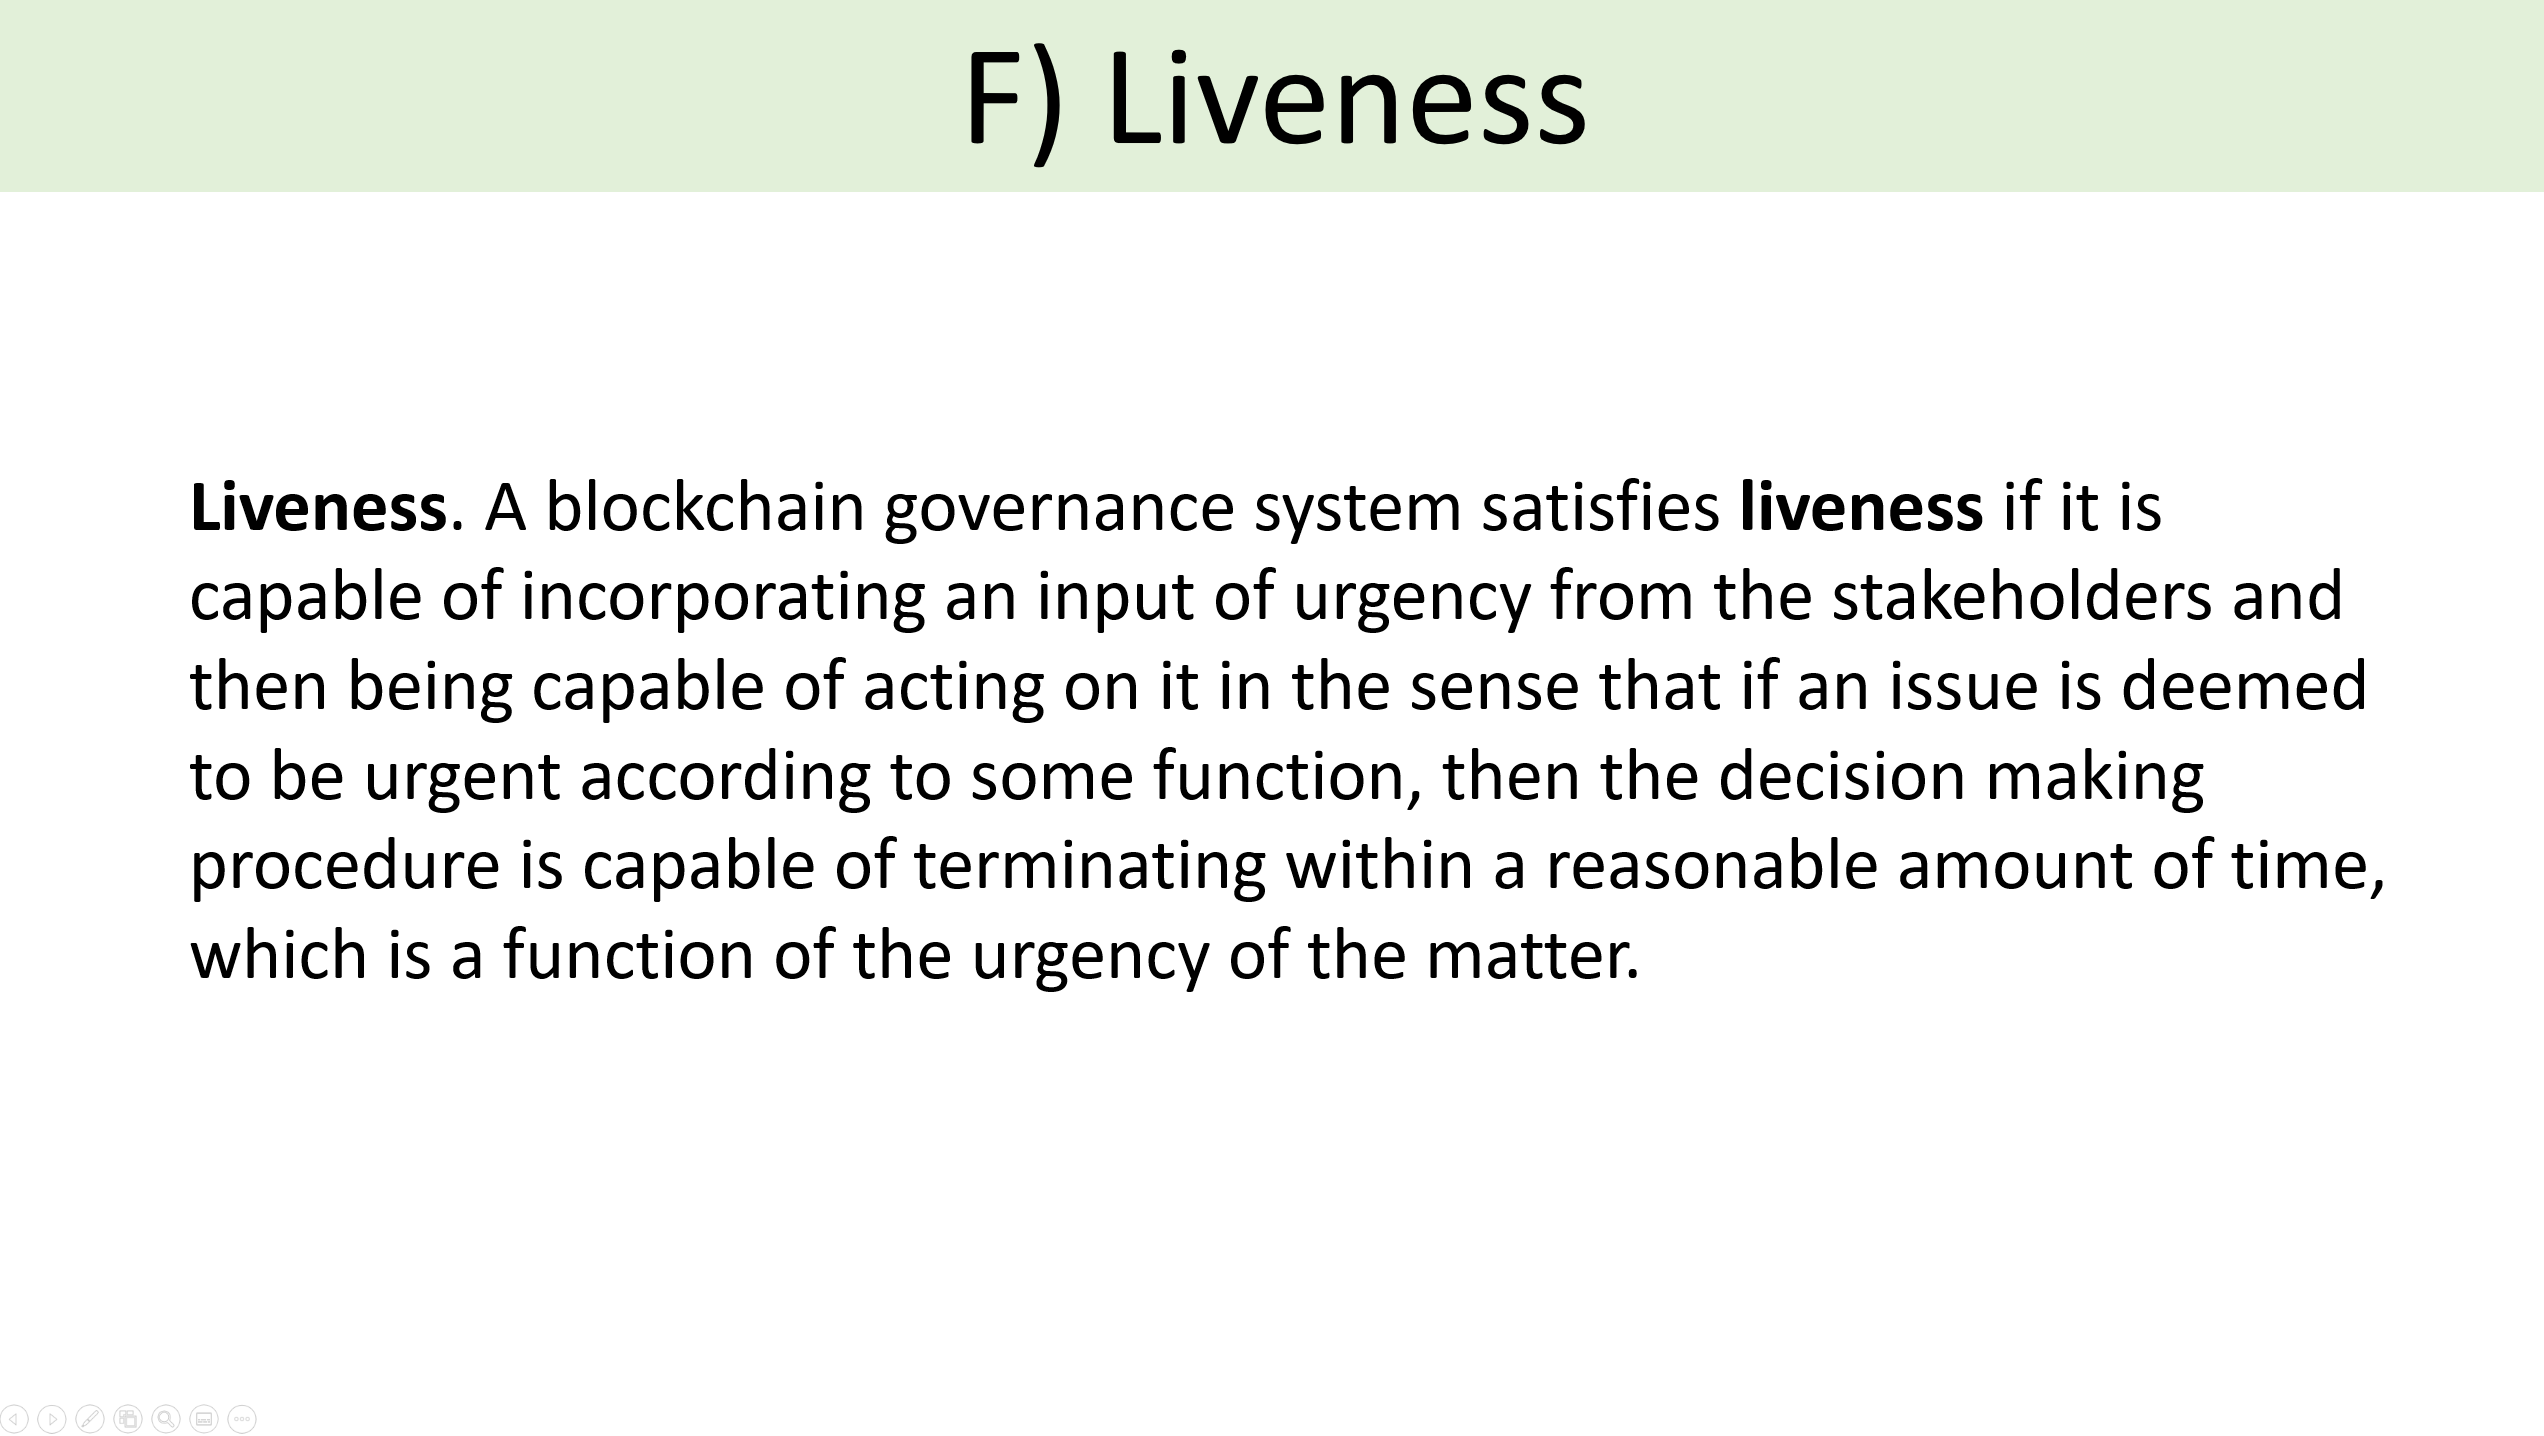 F) Liveness
Liveness. A blockchain governance system satisfies liveness if it is
capable of incorporating an input of urgency from the stakeholders and
then being capable of acting on it in the sense that if an issue is deemed
to be urgent according to some function, then the decision making
procedure is capable of terminating within a reasonable amount of time,
which is a function of the urgency of the matter.